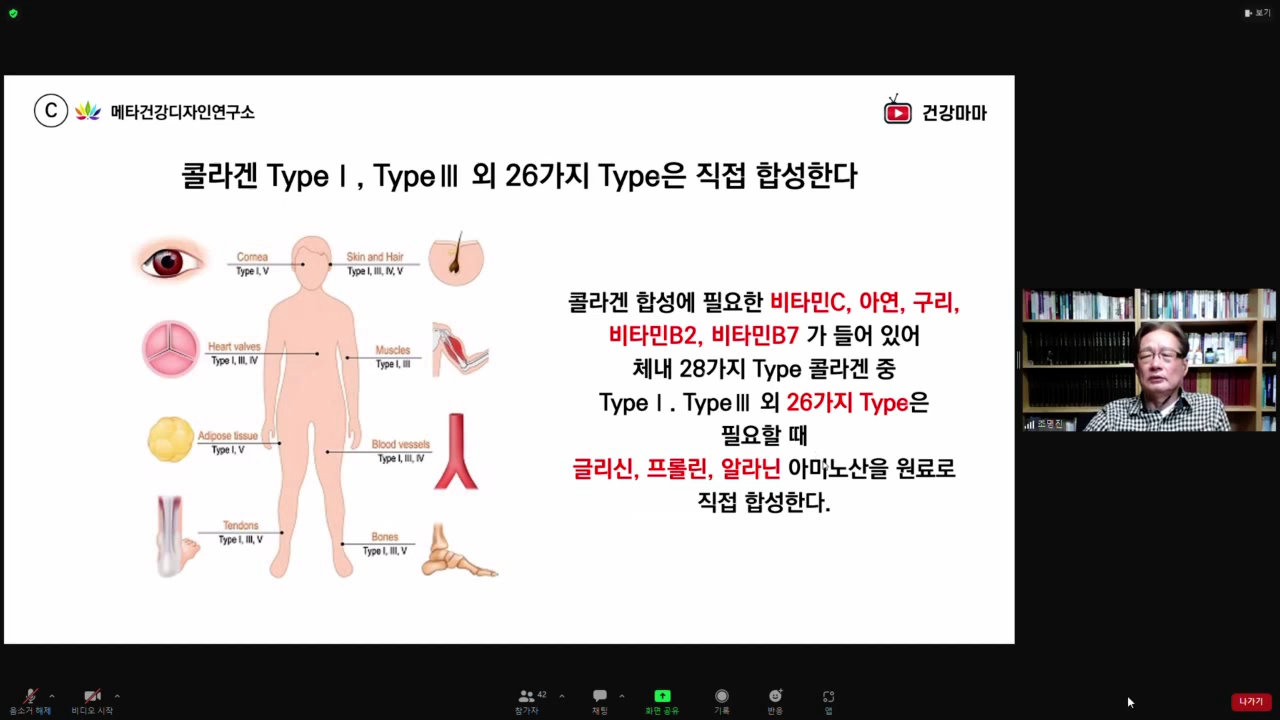 보기
C 메타건강디자인연구소
건강마마
콜라겐 TypeⅠ, TypeⅢ 외 26가지 Type은 직접 합성한다
Cornea
Type I, V
Skin and Hair
Type I, III, IV, V
Heart valves
Type I, III, IV
Muscles
Type I, III
Adipose tissue
Type I, V
Blood vessels
Type I, III, IV
Tendons
Type I, III, V
Bones
Type I, III, V
콜라겐 합성에 필요한 비타민C, 아연, 구리,
비타민B2, 비타민B7 가 들어 있어
체내 28가지 Type 콜라겐 중
TypeⅠ. TypeⅢ 외 26가지 Type은
필요할 때
글리신, 프롤린, 알라닌 아미노산을 원료로
직접 합성한다.
조명진
음소거 해제
비디오 시작
참가자
42
채팅
화면 공유
기록
반응
앱
나가기